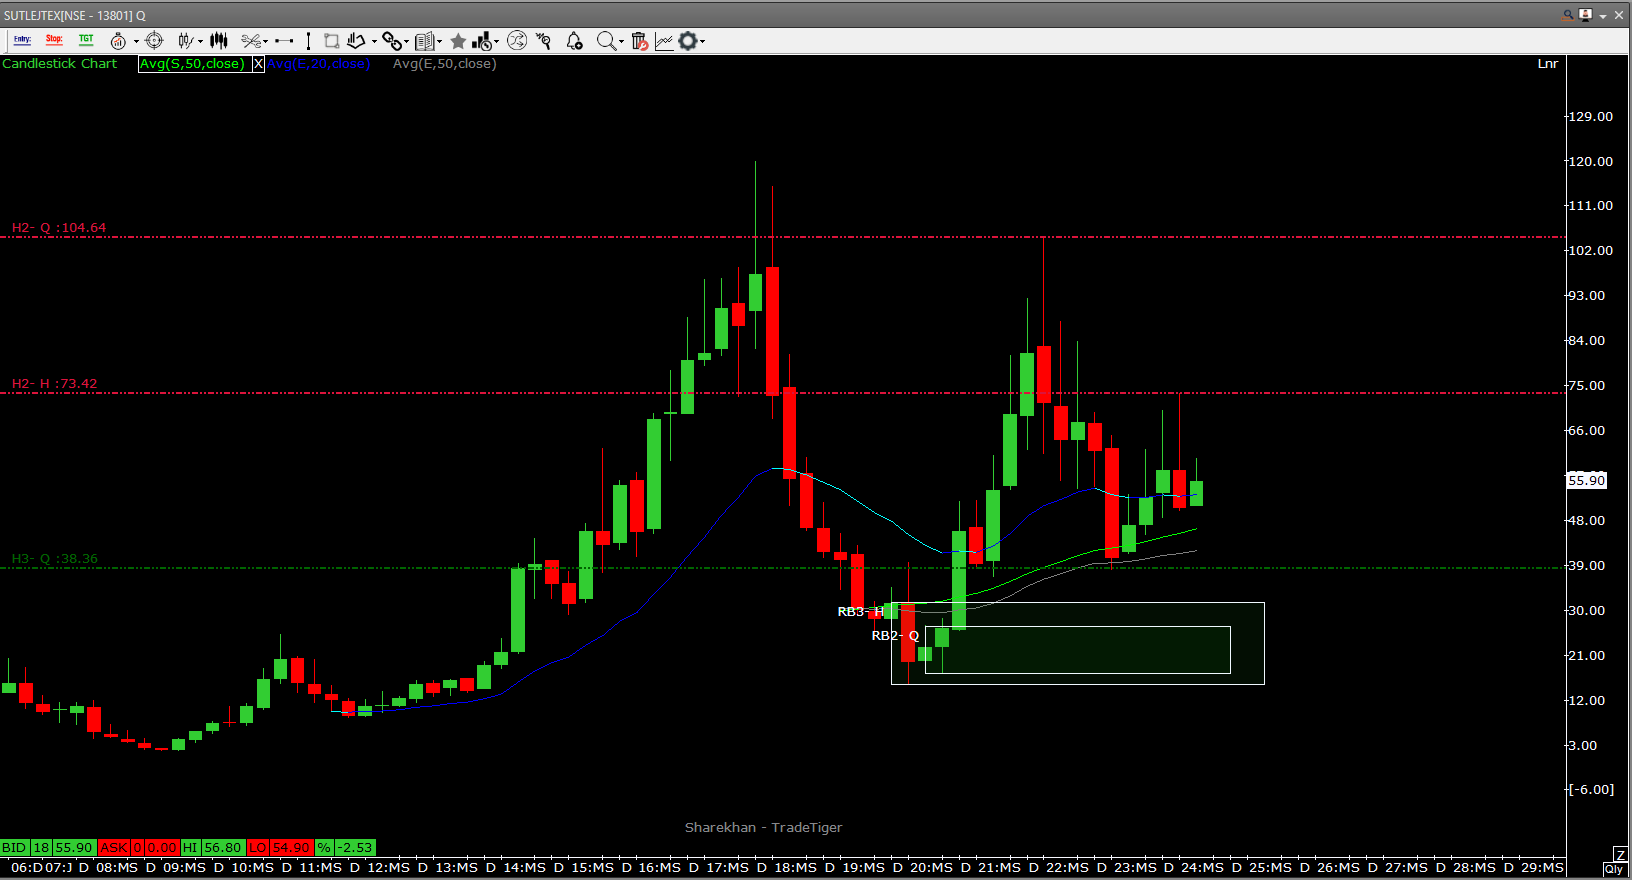 SUTLEJTEX[NSE - 13801] Q
Entry: Stop: TGT
Candlestick Chart Avg(S,50,close) X Avg(E,20,close) Avg(E,50,close) Lnr
129.00
120.00
111.00
H2- Q :104.64
102.00
93.00
84.00
H2- H :73.42
75.00
66.00
55.90
48.00
H3- Q :38.36
39.00
RB3- H
30.00
RB2- Q
21.00
12.00
3.00
[-6.00]
Sharekhan - TradeTiger
BID 18 55.90 ASK 0 0.00 HI 56.80 LO 54.90 % -2.53
Z
06:D 07:J D 08:MS D 09:MS D 10:MS D 11:MS D 12:MS D 13:MS D 14:MS D 15:MS D 16:MS D 17:MS D 18:MS D 19:MS D 20:MS D 21:MS D 22:MS D 23:MS D 24:MS D 25:MS D 26:MS D 27:MS D 28:MS D 29:MS
Qly